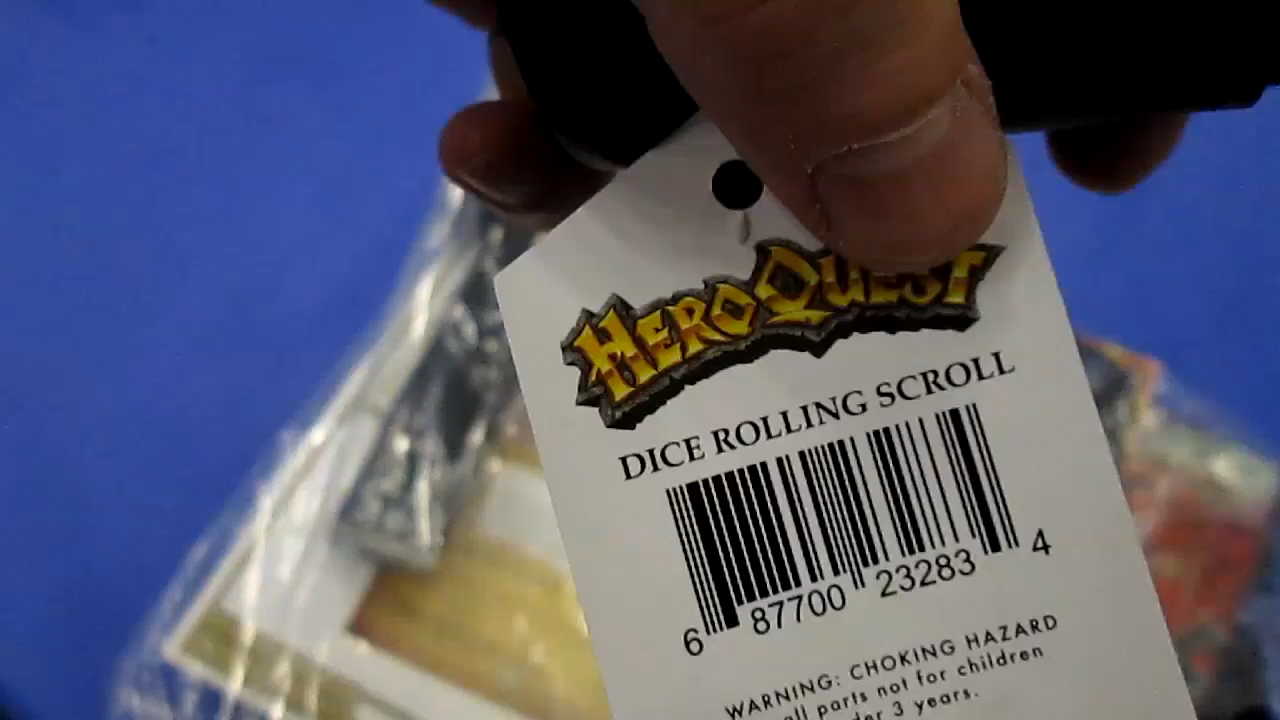 HEROQUEST
DICE ROLLING SCROLL
6 87700 23283 4
WARNING: CHOKING HAZARD
all parts not for children
3 years.